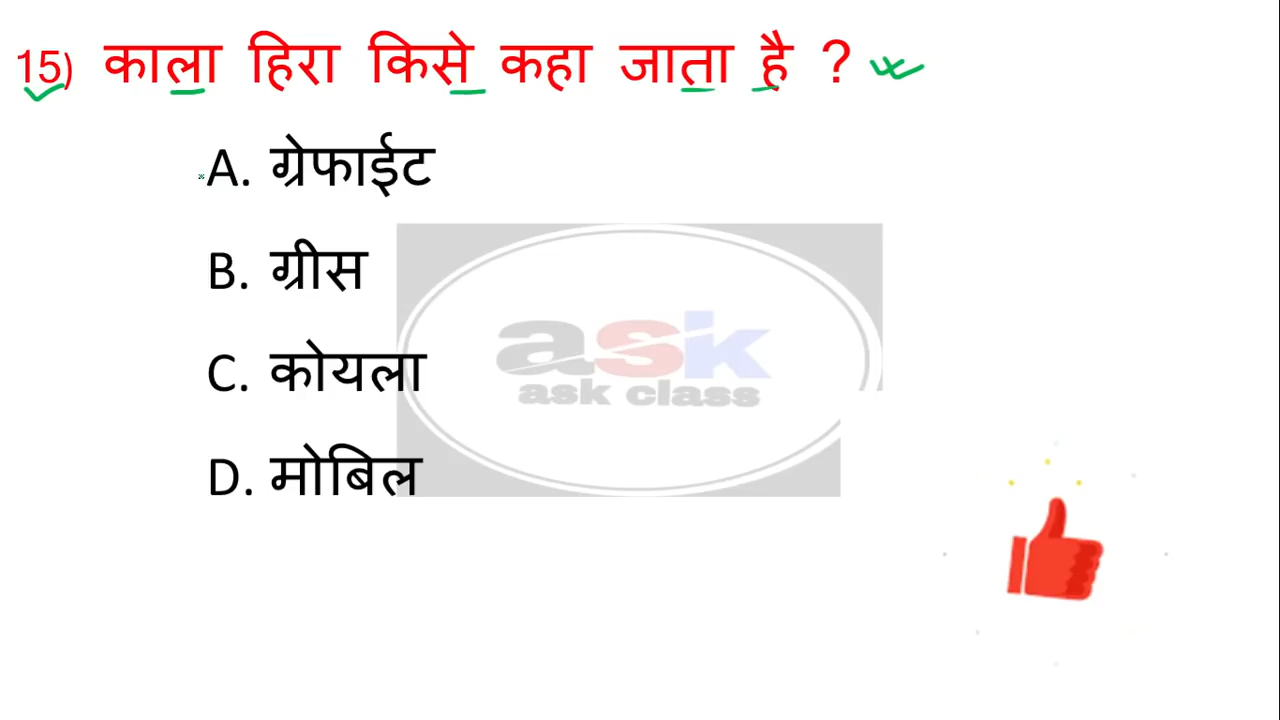 15) काला हिरा किसे कहा जाता है ?
A. ग्रेफाईट
B. ग्रीस
C. कोयला
D. मोबिल
ask
ask class